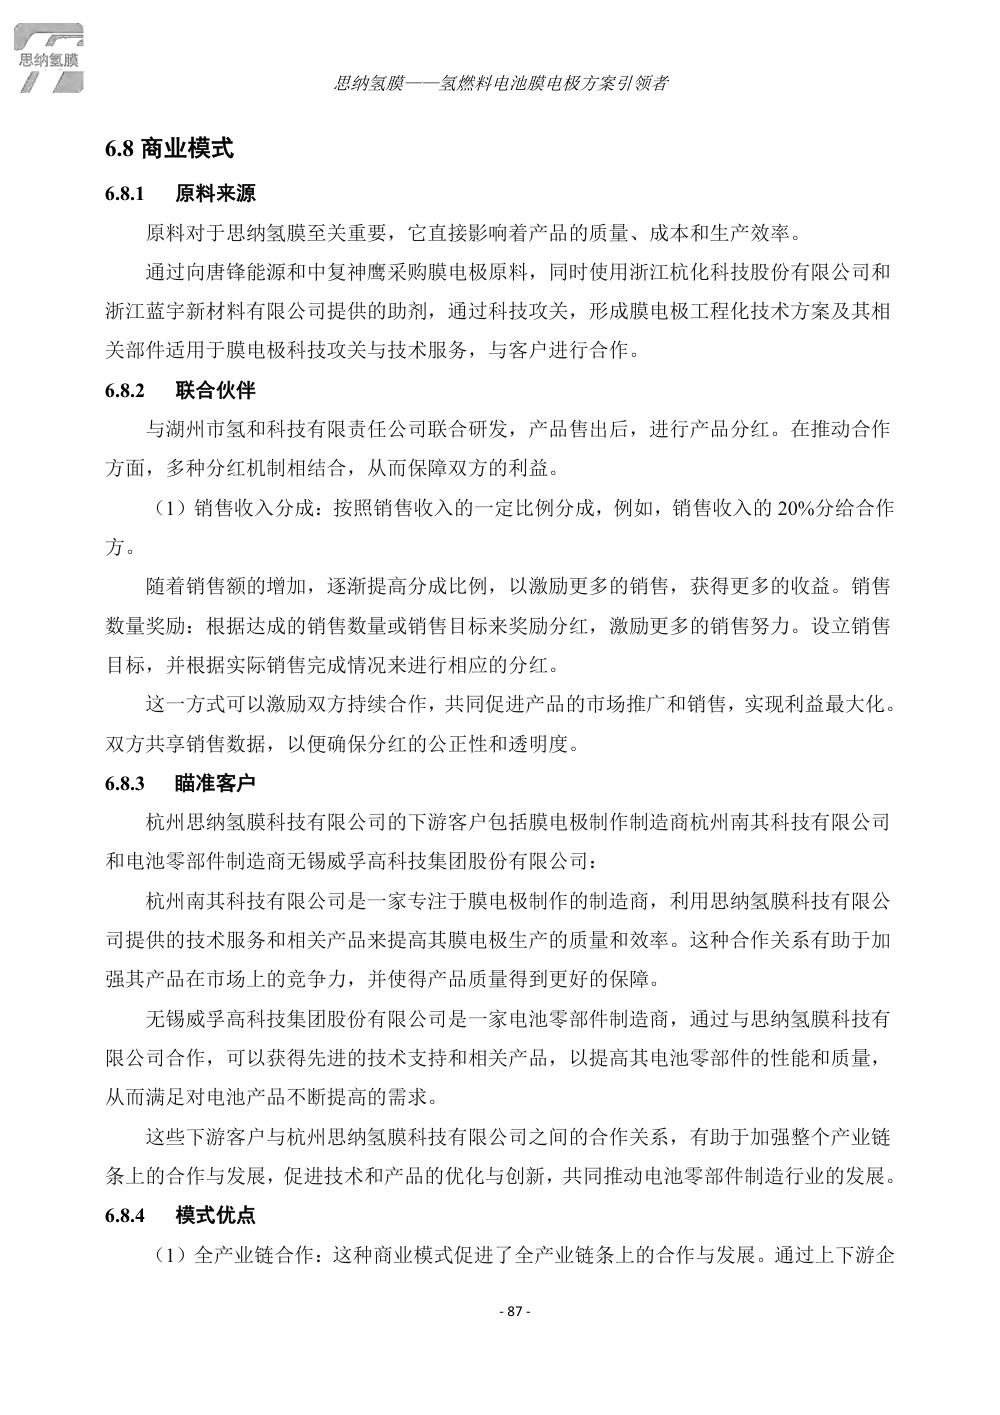 思纳氢膜
思纳氢膜——氢燃料电池膜电极方案引领者
6.8 商业模式
6.8.1 原料来源
原料对于思纳氢膜至关重要，它直接影响着产品的质量、成本和生产效率。
通过向唐锋能源和中复神鹰采购膜电极原料，同时使用浙江杭化科技股份有限公司和
浙江蓝宇新材料有限公司提供的助剂，通过科技攻关，形成膜电极工程化技术方案及其相
关部件适用于膜电极科技攻关与技术服务，与客户进行合作。
6.8.2 联合伙伴
与湖州市氢和科技有限责任公司联合研发，产品售出后，进行产品分红。在推动合作
方面，多种分红机制相结合，从而保障双方的利益。
（1）销售收入分成：按照销售收入的一定比例分成，例如，销售收入的 20%分给合作
方。
随着销售额的增加，逐渐提高分成比例，以激励更多的销售，获得更多的收益。销售
数量奖励：根据达成的销售数量或销售目标来奖励分红，激励更多的销售努力。设立销售
目标，并根据实际销售完成情况来进行相应的分红。
这一方式可以激励双方持续合作，共同促进产品的市场推广和销售，实现利益最大化。
双方共享销售数据，以便确保分红的公正性和透明度。
6.8.3 瞄准客户
杭州思纳氢膜科技有限公司的下游客户包括膜电极制作制造商杭州南其科技有限公司
和电池零部件制造商无锡威孚高科技集团股份有限公司：
杭州南其科技有限公司是一家专注于膜电极制作的制造商，利用思纳氢膜科技有限公
司提供的技术服务和相关产品来提高其膜电极生产的质量和效率。这种合作关系有助于加
强其产品在市场上的竞争力，并使得产品质量得到更好的保障。
无锡威孚高科技集团股份有限公司是一家电池零部件制造商，通过与思纳氢膜科技有
限公司合作，可以获得先进的技术支持和相关产品，以提高其电池零部件的性能和质量，
从而满足对电池产品不断提高的需求。
这些下游客户与杭州思纳氢膜科技有限公司之间的合作关系，有助于加强整个产业链
条上的合作与发展，促进技术和产品的优化与创新，共同推动电池零部件制造行业的发展。
6.8.4 模式优点
（1）全产业链合作：这种商业模式促进了全产业链条上的合作与发展。通过上下游企
- 87 -